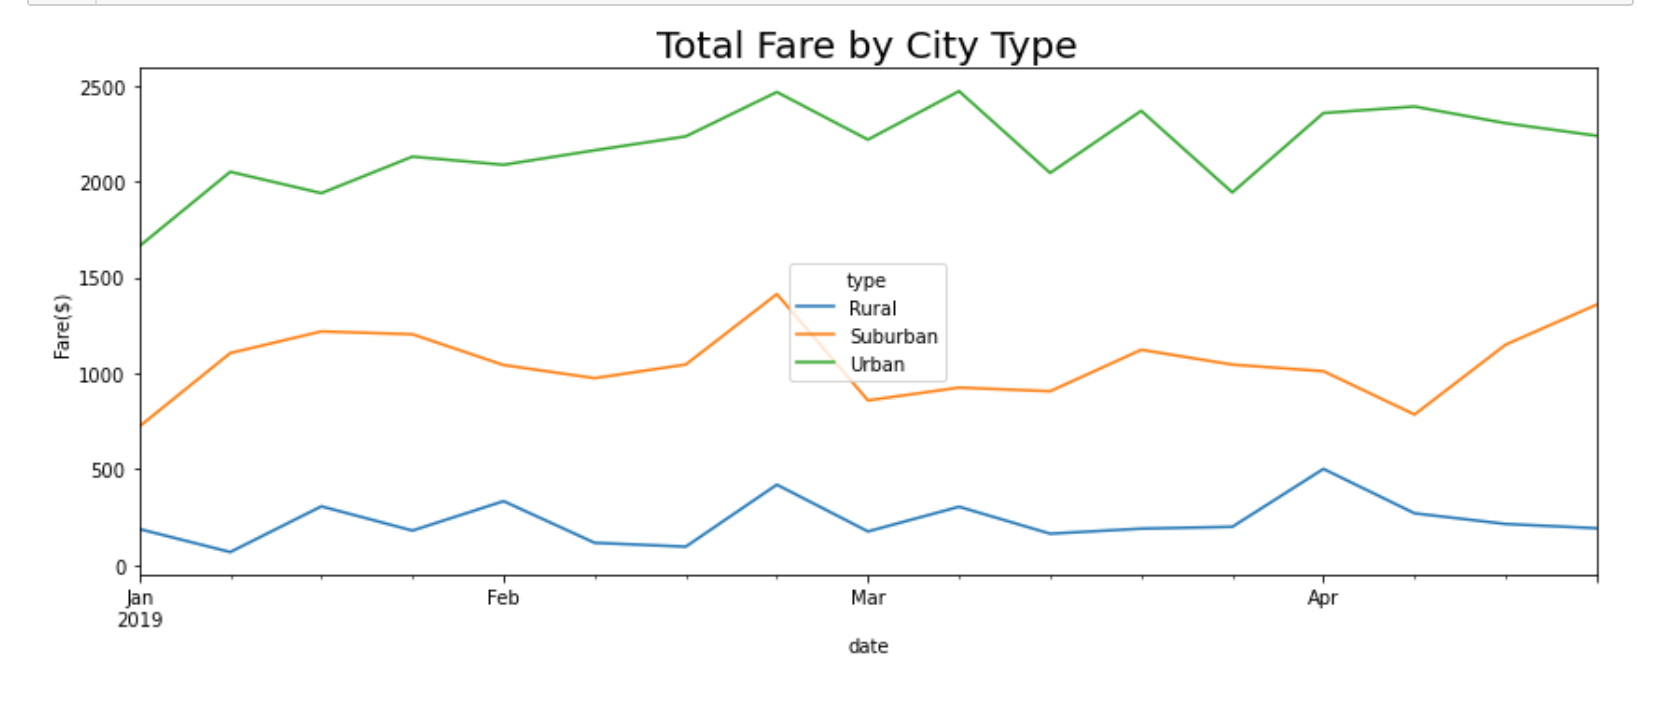 Total Fare by City Type
2500
2000
1500
1000
500
0
Fare($)
type
Rural
Suburban
Urban
Jan Feb Mar Apr
2019
date